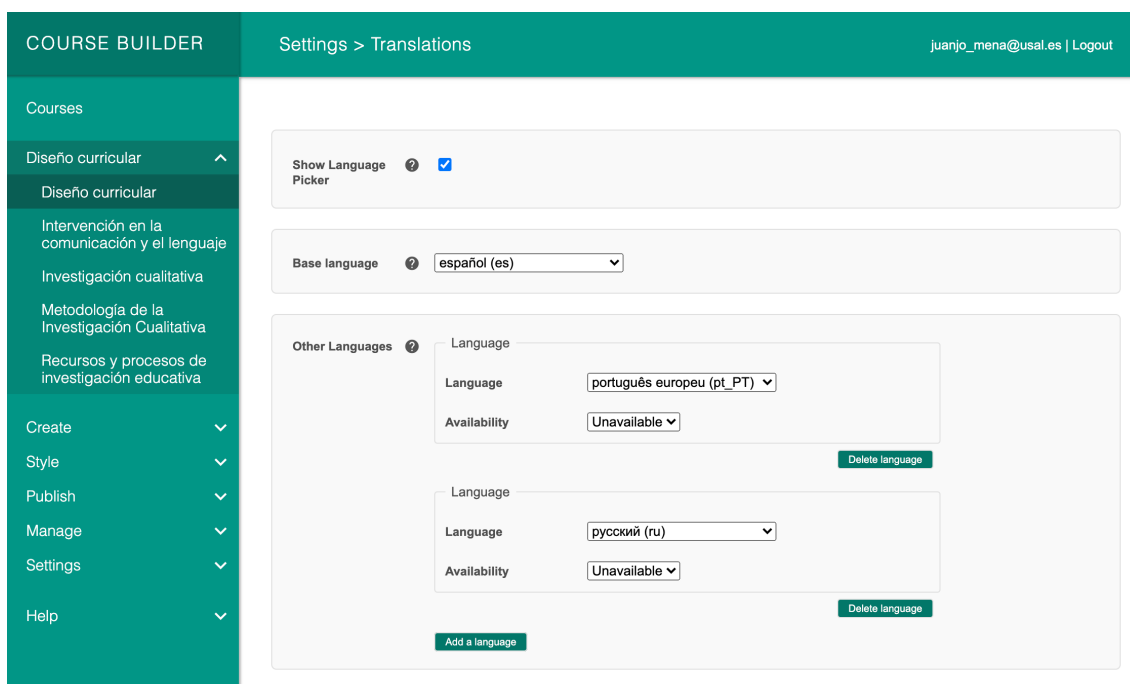 COURSE BUILDER
Settings > Translations
juanjo_mena@usal.es | Logout
Courses
Diseño curricular
Diseño curricular
Intervención en la
comunicación y el lenguaje
Investigación cualitativa
Metodología de la
Investigación Cualitativa
Recursos y procesos de
investigación educativa
Create
Style
Publish
Manage
Settings
Help
Show Language
Picker
?
Base language
?
español (es)
Other Languages
?
Language
Language
português europeu (pt_PT)
Availability
Unavailable
Delete language
Language
Language
русский (ru)
Availability
Unavailable
Delete language
Add a language